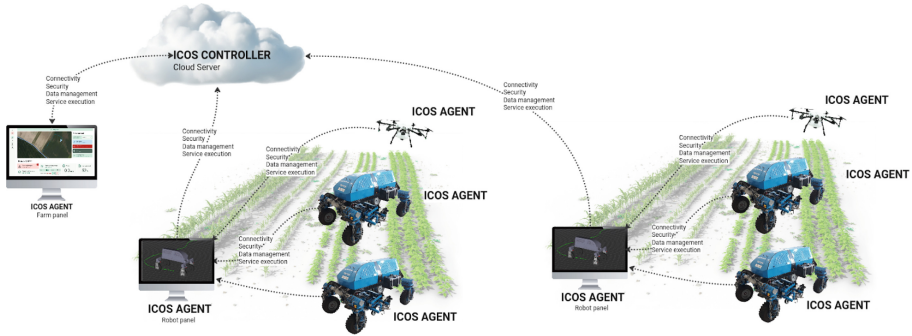 ICOS CONTROLLER
Cloud Server
Connectivity
Security
Data management
Service execution
ICOS AGENT
Farm panel
Connectivity
Security
Data management
Service execution
Connectivity
Security
Data management
Service execution
ICOS AGENT
ICOS AGENT
Connectivity
Security
Data management
Service execution
ICOS AGENT
Robot panel
ICOS AGENT
Connectivity
Security
Data management
Service execution
ICOS AGENT
Connectivity
Security
Data management
Service execution
ICOS AGENT
Connectivity
Security
Data management
Service execution
ICOS AGENT
Robot panel
ICOS AGENT